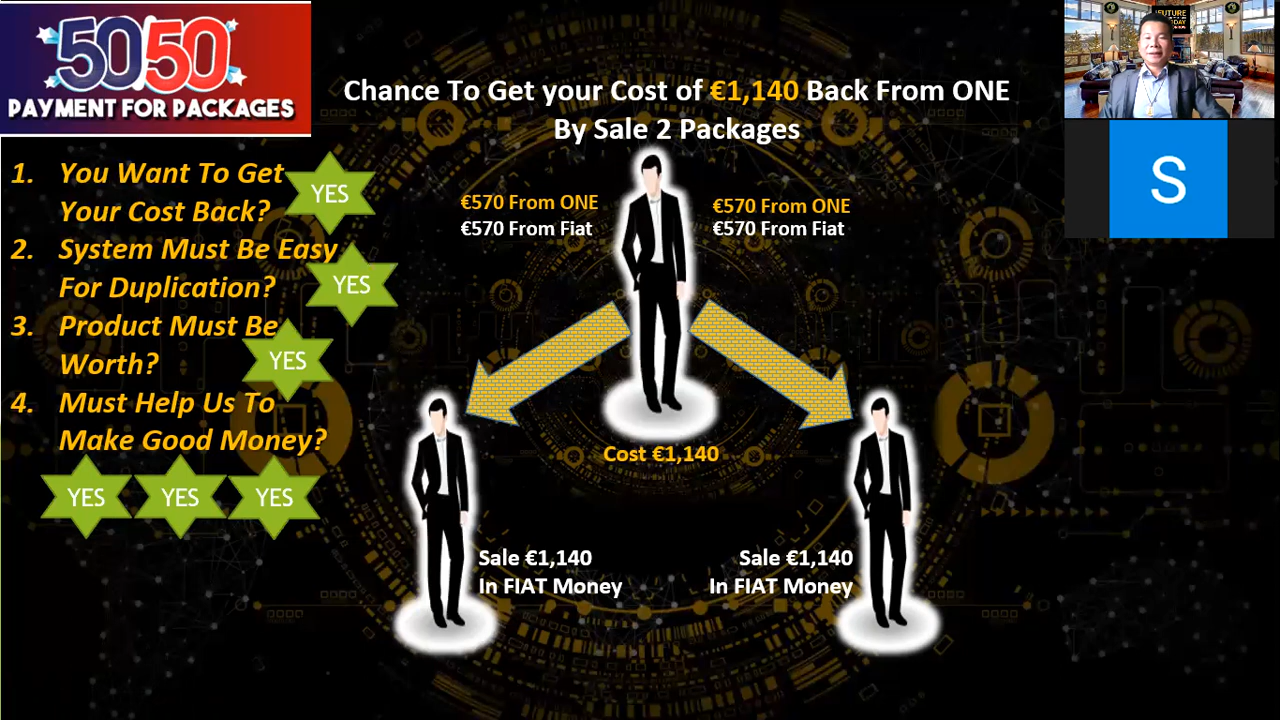 5050
PAYMENT FOR PACKAGES
Chance To Get your Cost of €1,140 Back From ONE
By Sale 2 Packages
1. You Want To Get
Your Cost Back?
YES
2. System Must Be Easy
For Duplication?
YES
3. Product Must Be
Worth?
YES
4. Must Help Us To
Make Good Money?
YES YES YES
€570 From ONE
€570 From Fiat
€570 From ONE
€570 From Fiat
Cost €1,140
Sale €1,140
In FIAT Money
Sale €1,140
In FIAT Money
FUTURE
S